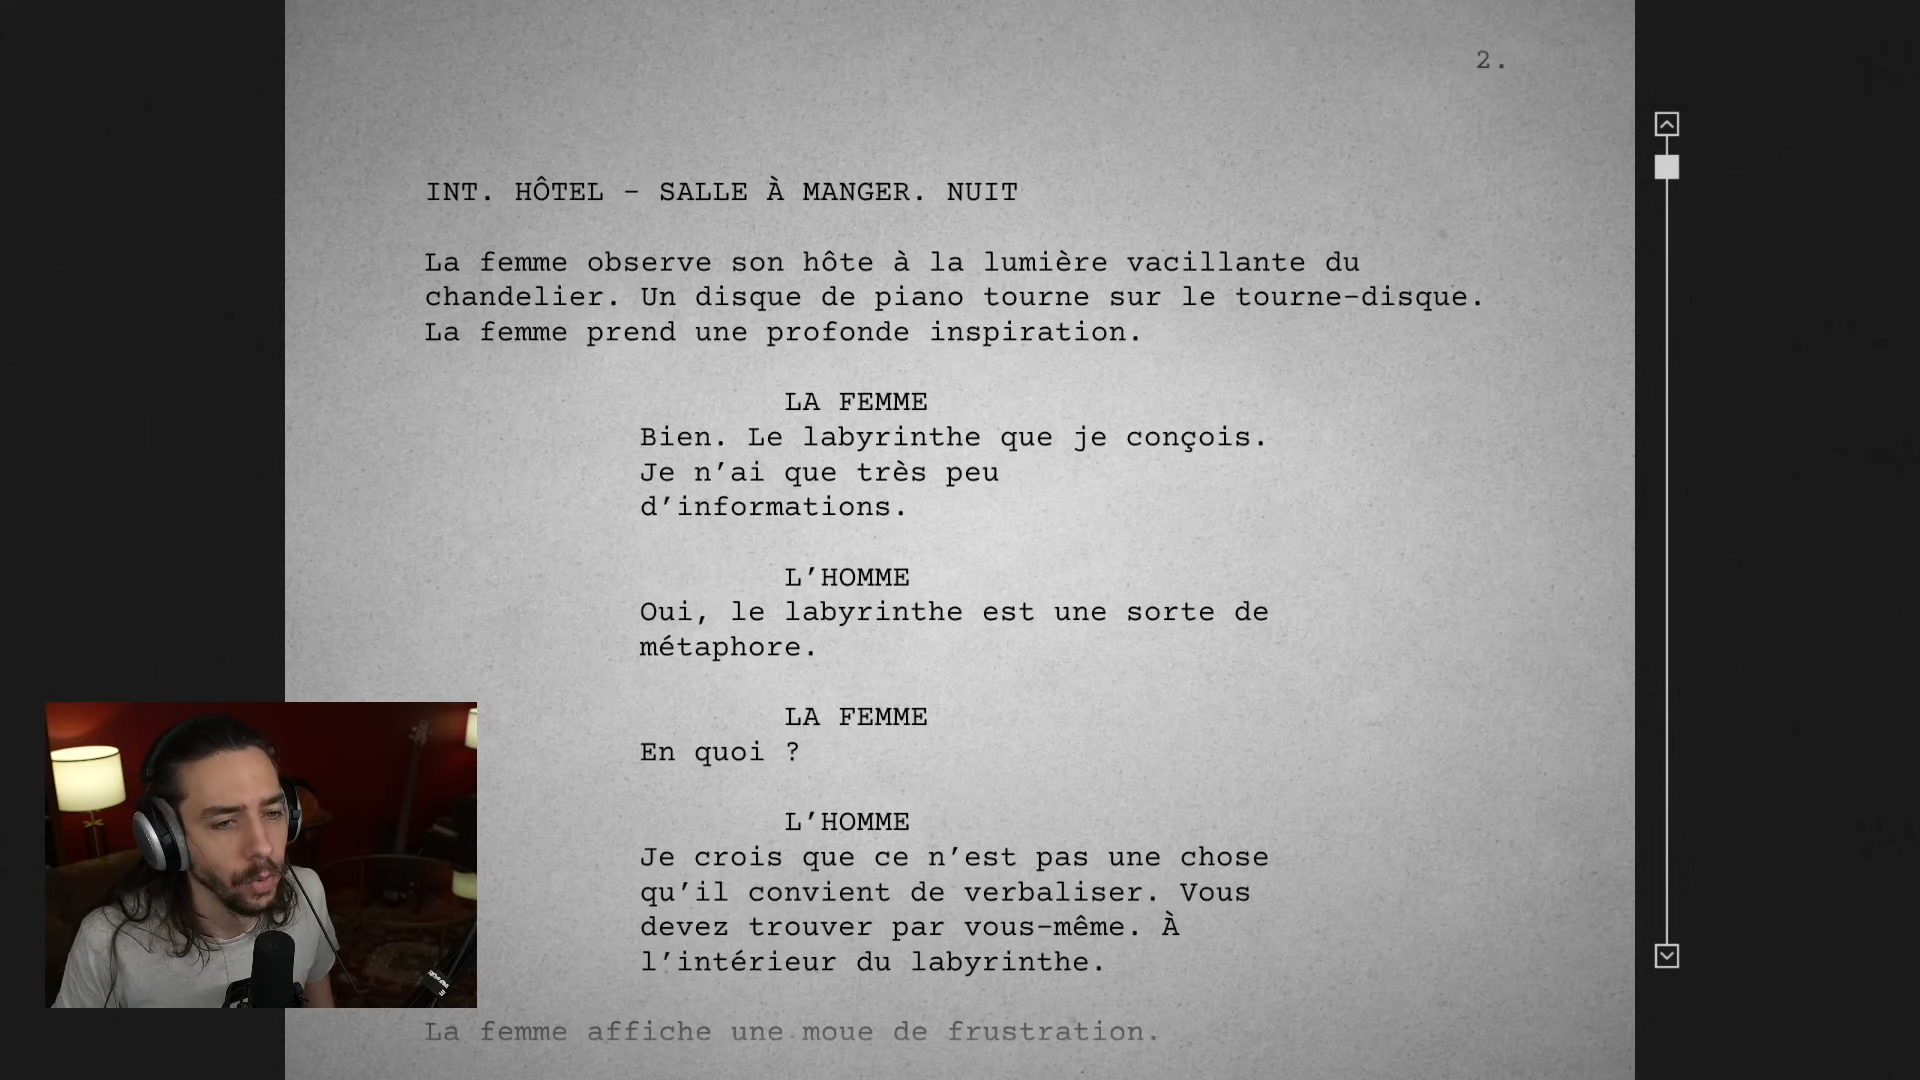 2.
INT. HÔTEL – SALLE À MANGER. NUIT
La femme observe son hôte à la lumière vacillante du
chandelier. Un disque de piano tourne sur le tourne-disque.
La femme prend une profonde inspiration.
LA FEMME
Bien. Le labyrinthe que je conçois.
Je n’ai que très peu
d’informations.
L’HOMME
Oui, le labyrinthe est une sorte de
métaphore.
LA FEMME
En quoi ?
L’HOMME
Je crois que ce n’est pas une chose
qu’il convient de verbaliser. Vous
devez trouver par vous-même. À
l’intérieur du labyrinthe.
La femme affiche une moue de frustration.